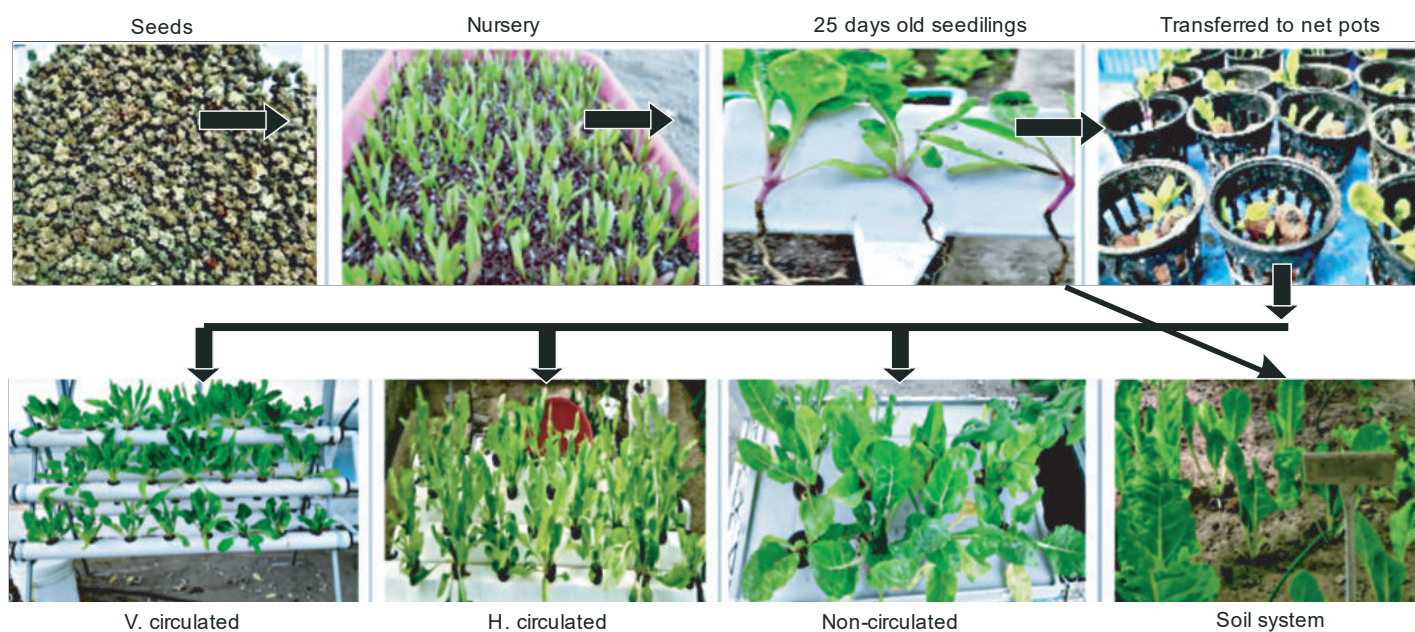 Seeds
Nursery
25 days old seedilings
Transferred to net pots
V. circulated
H. circulated
Non-circulated
Soil system